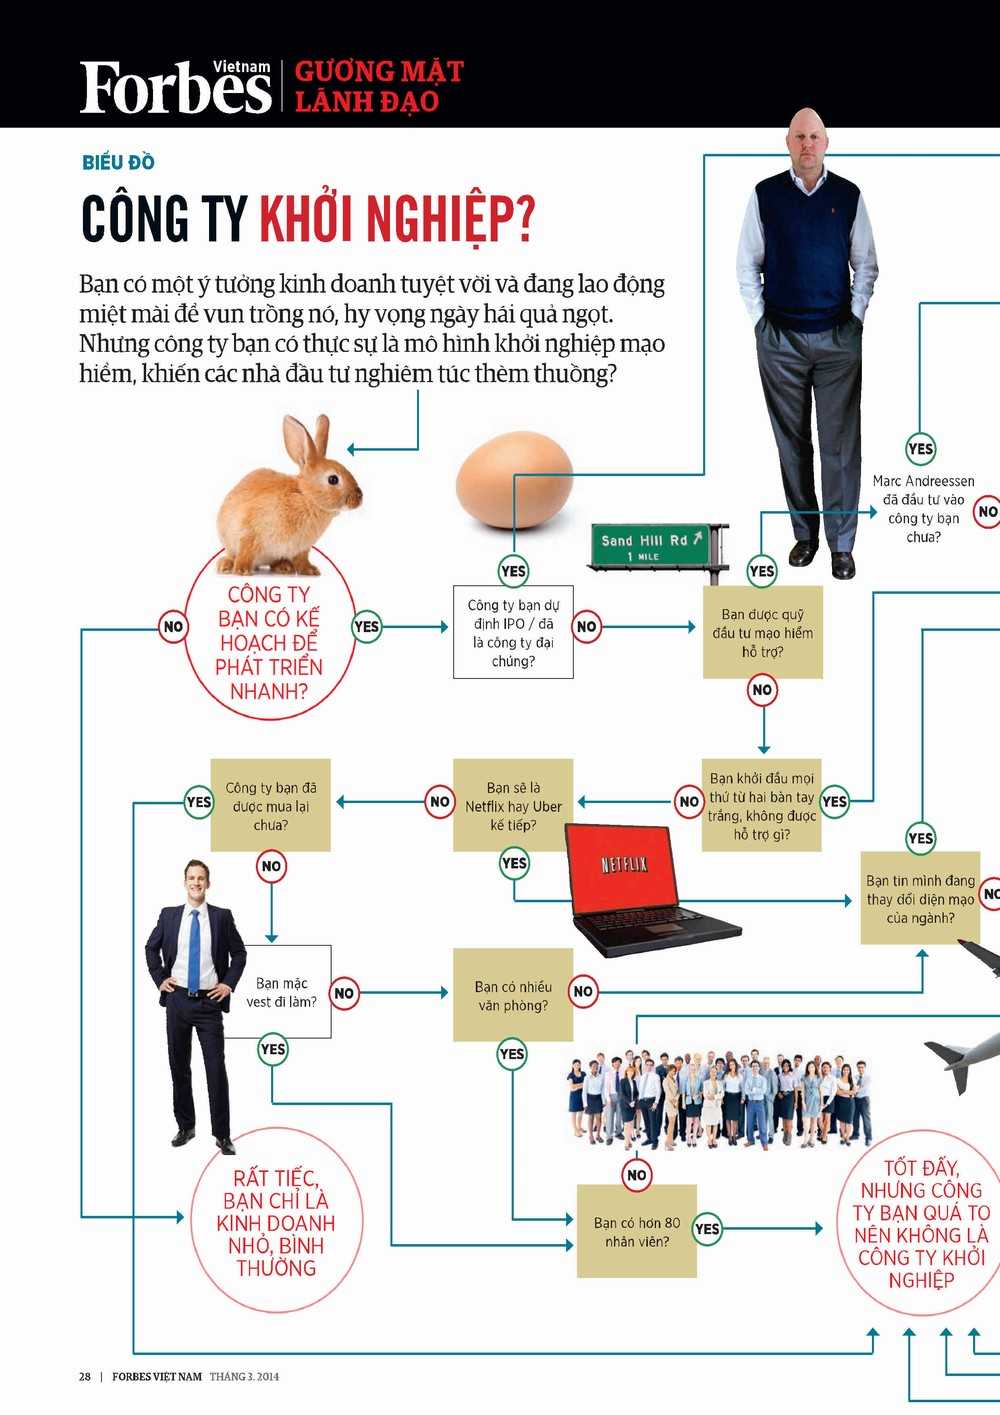 Forbes
Vietnam
GƯƠNG MẶT
LÃNH ĐẠO
BIỂU ĐỒ
CÔNG TY KHỞI NGHIỆP?
Bạn có một ý tưởng kinh doanh tuyệt vời và đang lao động
miệt mài để vun trồng nó, hy vọng ngày hái quả ngọt.
Nhưng công ty bạn có thực sự là mô hình khởi nghiệp mạo
hiểm, khiến các nhà đầu tư nghiêm túc thèm thuồng?
YES
Marc Andreessen
đã đầu tư vào
công ty bạn
chưa?
NO
Sand Hill Rd
1 MILE
YES
YES
NO
CÔNG TY
BẠN CÓ KẾ
HOẠCH ĐỂ
PHÁT TRIỂN
NHANH?
YES
Công ty bạn dự
định IPO / đã
là công ty đại
chúng?
NO
Bạn được quỹ
đầu tư mạo hiểm
hỗ trợ?
NO
YES
Công ty bạn đã
được mua lại
chưa?
NO
Bạn sẽ là
Netflix hay Uber
kế tiếp?
NO
Bạn khởi đầu mọi
thứ từ hai bàn tay
trắng, không được
hỗ trợ gì?
YES
NO
YES
NETFLIX
YES
Bạn tin mình đang
thay đổi diện mạo
của ngành?
NO
Bạn mặc
vest đi làm?
NO
Bạn có nhiều
văn phòng?
NO
YES
YES
RẤT TIẾC,
BẠN CHỈ LÀ
KINH DOANH
NHỎ, BÌNH
THƯỜNG
NO
Bạn có hơn 80
nhân viên?
YES
TỐT ĐẤY,
NHƯNG CÔNG
TY BẠN QUÁ TO
NÊN KHÔNG LÀ
CÔNG TY KHỞI
NGHIỆP
28 | FORBES VIỆT NAM THÁNG 3. 2014